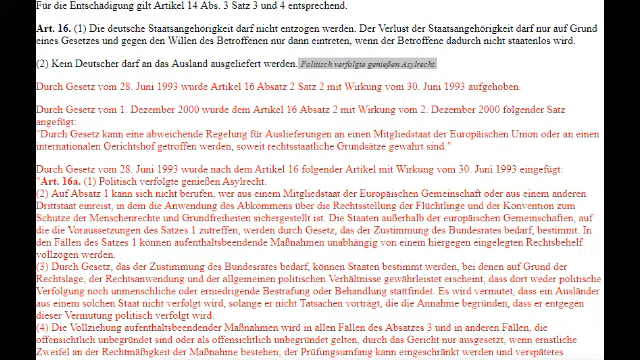 Für die Entschädigung gilt Artikel 14 Abs. 3 Satz 3 und 4 entsprechend.
Art. 16. (1) Die deutsche Staatsangehörigkeit darf nicht entzogen werden. Der Verlust der Staatsangehörigkeit darf nur auf Grund
eines Gesetzes und gegen den Willen des Betroffenen nur dann eintreten, wenn der Betroffene dadurch nicht staatenlos wird.
(2) Kein Deutscher darf an das Ausland ausgeliefert werden. Politisch verfolgte genießen Asylrecht.
Durch Gesetz vom 28. Juni 1993 wurde Artikel 16 Absatz 2 Satz 2 mit Wirkung vom 30. Juni 1993 aufgehoben.
Durch Gesetz vom 1. Dezember 2000 wurde dem Artikel 16 Absatz 2 mit Wirkung vom 2. Dezember 2000 folgender Satz
angefügt:
"Durch Gesetz kann eine abweichende Regelung für Auslieferungen an einen Mitgliedstaat der Europäischen Union oder an einen
internationalen Gerichtshof getroffen werden, soweit rechtsstaatliche Grundsätze gewahrt sind."
Durch Gesetz vom 28. Juni 1993 wurde nach dem Artikel 16 folgender Artikel mit Wirkung vom 30. Juni 1993 eingefügt:
"Art. 16a. (1) Politisch verfolgte genießen Asylrecht.
(2) Auf Absatz 1 kann sich nicht berufen, wer aus einem Mitgliedstaat der Europäischen Gemeinschaft oder aus einem anderen
Drittstaat einreist, in dem die Anwendung des Abkommens über die Rechtsstellung der Flüchtlinge und der Konvention zum
Schutze der Menschenrechte und Grundfreiheiten sichergestellt ist. Die Staaten außerhalb der europäischen Gemeinschaften, auf
die die Voraussetzungen des Satzes 1 zutreffen, werden durch Gesetz, das der Zustimmung des Bundesrates bedarf, bestimmt. In
den Fällen des Satzes 1 können aufenthaltsbeendende Maßnahmen unabhängig von einem hiergegen eingelegten Rechtsbehelf
vollzogen werden.
(3) Durch Gesetz, das der Zustimmung des Bundesrates bedarf, können Staaten bestimmt werden, bei denen auf Grund der
Rechtslage, der Rechtsanwendung und der allgemeinen politischen Verhältnisse gewährleistet erscheint, dass dort weder politische
Verfolgung noch unmenschliche oder erniedrigende Bestrafung oder Behandlung stattfindet. Es wird vermutet, dass ein Ausländer
aus einem solchen Staat nicht verfolgt wird, solange er nicht Tatsachen vorträgt, die die Annahme begründen, dass er entgegen
dieser Vermutung politisch verfolgt wird.
(4) Die Vollziehung aufenthaltsbeendender Maßnahmen wird in allen Fällen des Absatzes 3 und in anderen Fällen, die
offensichtlich unbegründet sind oder als offensichtlich unbegründet gelten, durch das Gericht nur ausgesetzt, wenn ernstliche
Zweifel an der Rechtmäßigkeit der Maßnahme bestehen; der Prüfungsumfang kann eingeschränkt werden und verspätetes